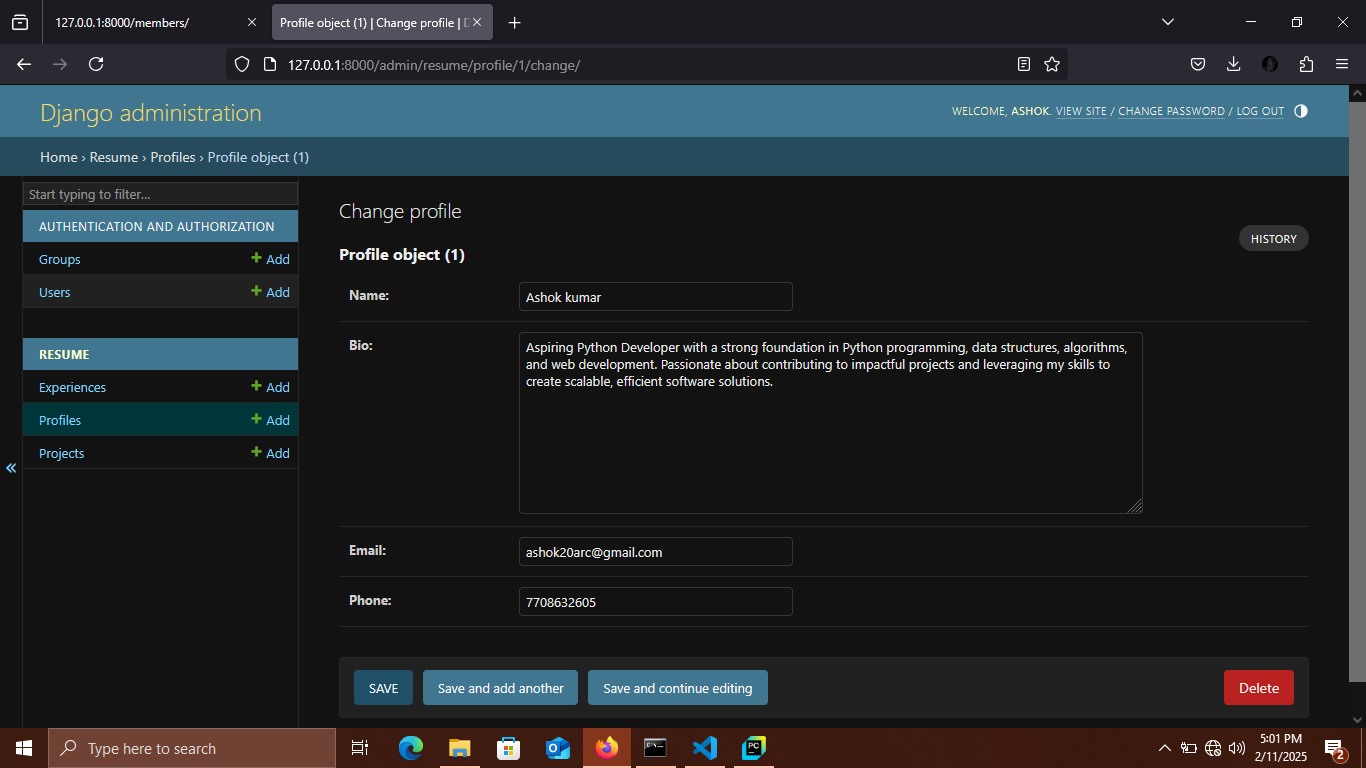 127.0.0.1:8000/members/
Profile object (1) | Change profile | D
127.0.0.1:8000/admin/resume/profile/1/change/
Django administration
WELCOME, ASHOK. VIEW SITE / CHANGE PASSWORD / LOG OUT
Home › Resume › Profiles › Profile object (1)
Start typing to filter...
AUTHENTICATION AND AUTHORIZATION
Groups + Add
Users + Add
RESUME
Experiences + Add
Profiles + Add
Projects + Add
«
Change profile
HISTORY
Profile object (1)
Name: Ashok kumar
Bio: Aspiring Python Developer with a strong foundation in Python programming, data structures, algorithms,
and web development. Passionate about contributing to impactful projects and leveraging my skills to
create scalable, efficient software solutions.
Email: ashok20arc@gmail.com
Phone: 7708632605
SAVE Save and add another Save and continue editing Delete
Type here to search
PC
5:01 PM
2/11/2025
2